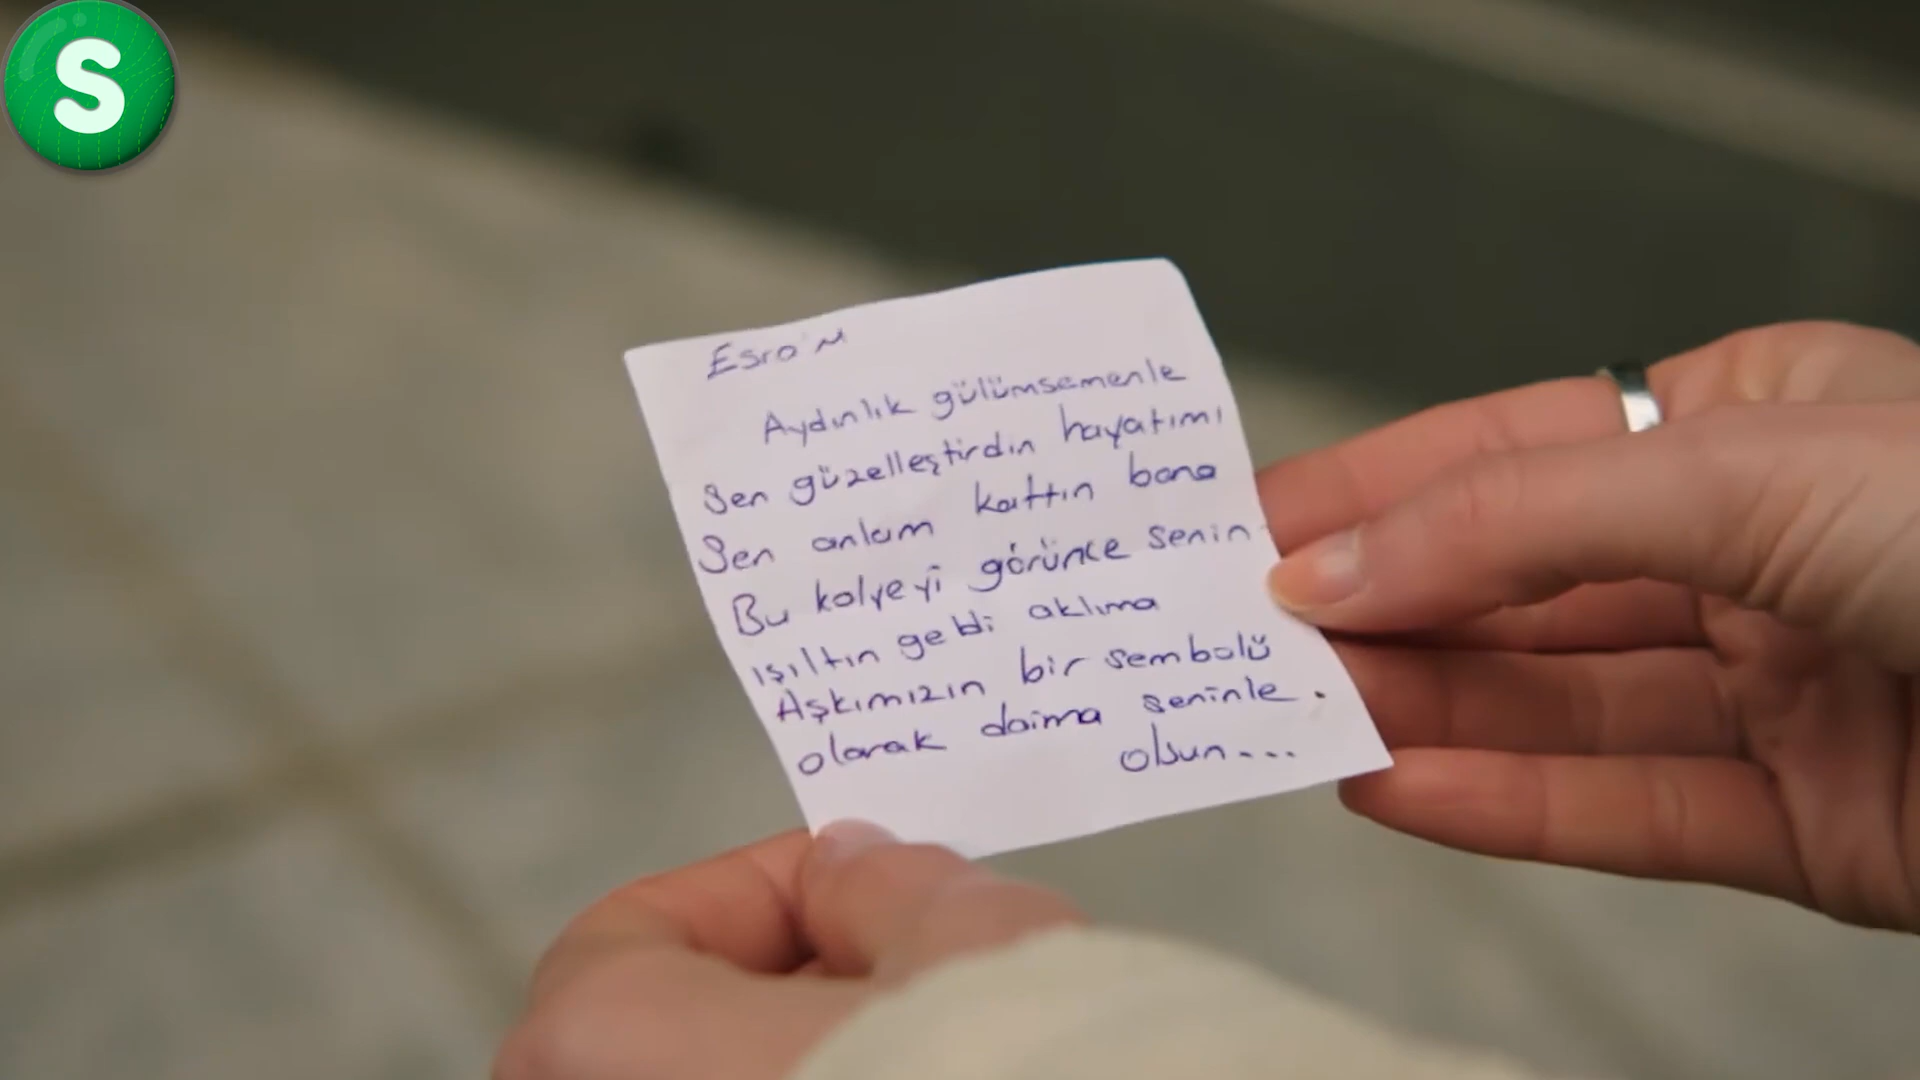 S
Esra'm
Aydınlık gülümsemenle
Sen güzelleştirdin hayatımı
Sen anlam kattın bana
Bu kolyeyi görünce senin
ışıltın geldi aklıma
Aşkımızın bir sembolü
olarak daima seninle.
olsun...